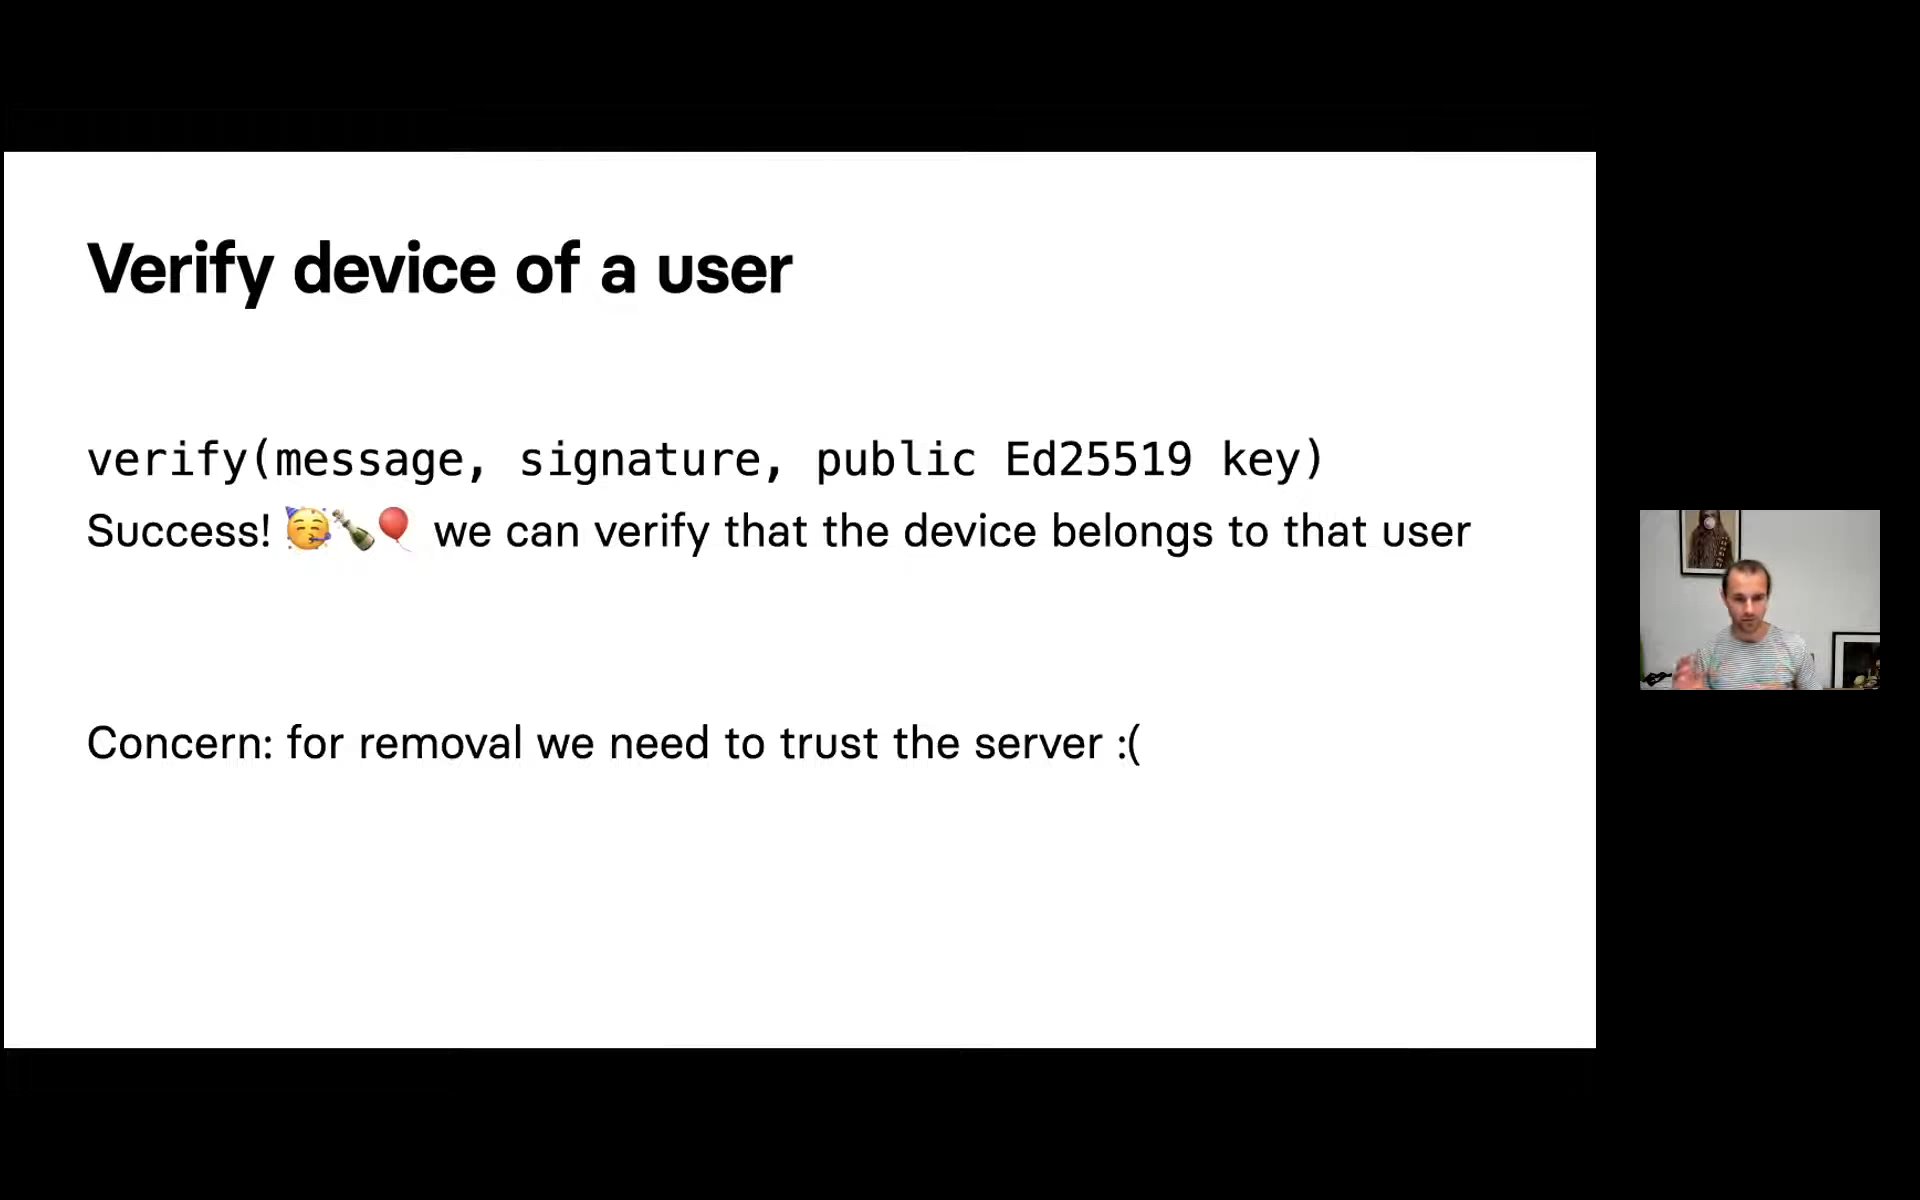 Verify device of a user
verify(message, signature, public Ed25519 key)
Success! 🥳🍾🎈 we can verify that the device belongs to that user
Concern: for removal we need to trust the server :(